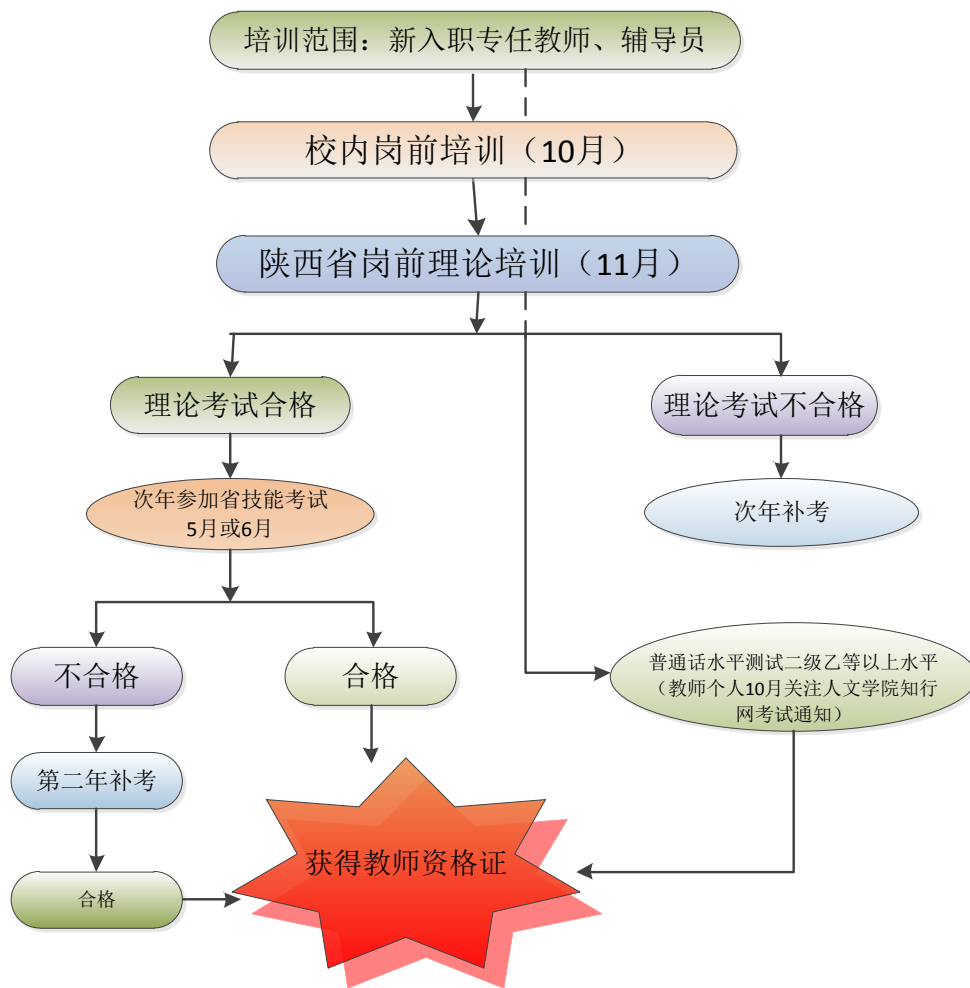 培训范围：新入职专任教师、辅导员
校内岗前培训（10月）
陕西省岗前理论培训（11月）
理论考试合格
理论考试不合格
次年参加省技能考试
5月或6月
次年补考
不合格
合格
普通话水平测试二级乙等以上水平
（教师个人10月关注人文学院知行
网考试通知）
第二年补考
获得教师资格证
合格